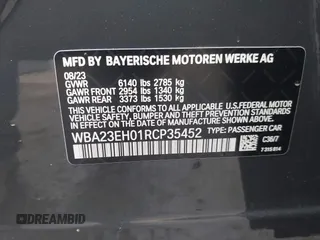 MFD BY BAYERISCHE MOTOREN WERKE AG
08/23
GVWR 6140 lbs 2785 kg
GAWR FRONT 2954 lbs 1340 kg
GAWR REAR 3373 lbs 1530 kg
THIS VEHICLE CONFORMS TO ALL APPLICABLE FEDERAL MOTOR
VEHICLE SAFETY, BUMPER, AND THEFT PREVENTION STANDARDS
IN EFFECT ON THE DATE OF MANUFACTURE SHOWN ABOVE.
WBA23EH01RCP35452 TYPE: PASSENGER CAR
C36/7
7315814
DREAMBID